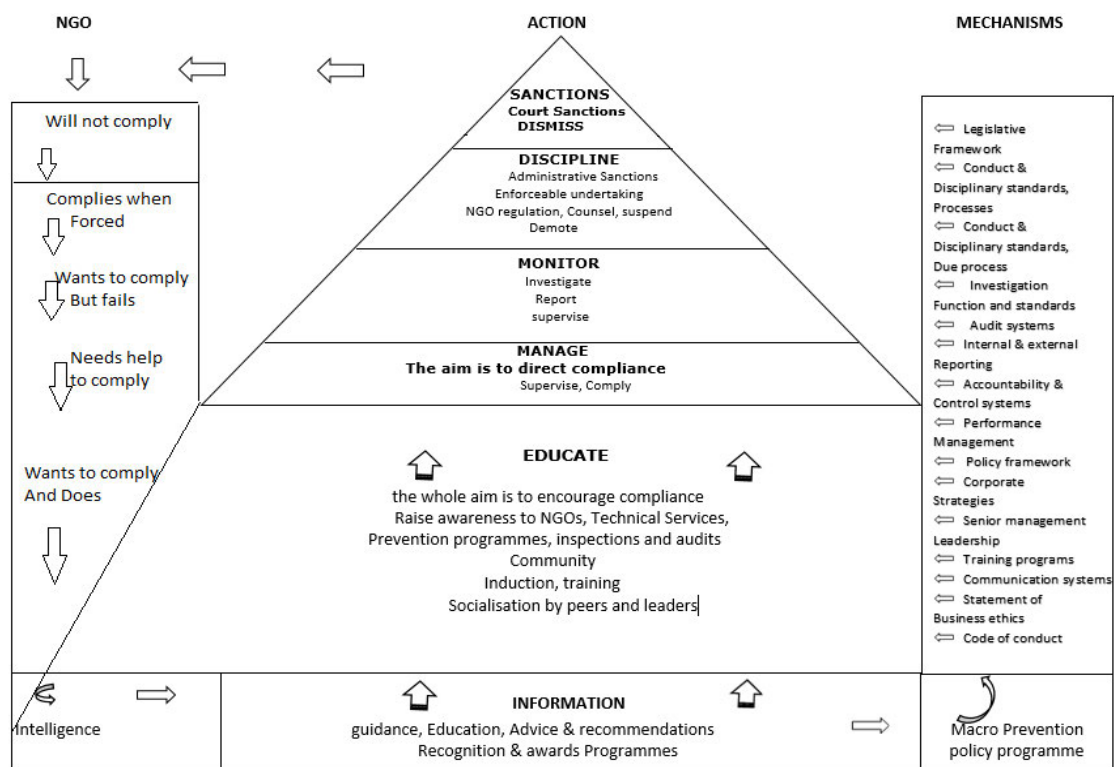 NGO
ACTION
MECHANISMS
Will not comply
Complies when
Forced
Wants to comply
But fails
Needs help
to comply
Wants to comply
And Does
SANCTIONS
Court Sanctions
DISMISS
DISCIPLINE
Administrative Sanctions
Enforceable undertaking
NGO regulation, Counsel, suspend
Demote
MONITOR
Investigate
Report
supervise
MANAGE
The aim is to direct compliance
Supervise, Comply
EDUCATE
the whole aim is to encourage compliance
Raise awareness to NGOs, Technical Services,
Prevention programmes, inspections and audits
Community
Induction, training
Socialisation by peers and leaders
Legislative
Framework
Conduct &
Disciplinary standards,
Processes
Conduct &
Disciplinary standards,
Due process
Investigation
Function and standards
Audit systems
Internal & external
Reporting
Accountability &
Control systems
Performance
Management
Policy framework
Corporate
Strategies
Senior management
Leadership
Training programs
Communication systems
Statement of
Business ethics
Code of conduct
Intelligence
INFORMATION
guidance, Education, Advice & recommendations
Recognition & awards Programmes
Macro Prevention
policy programme